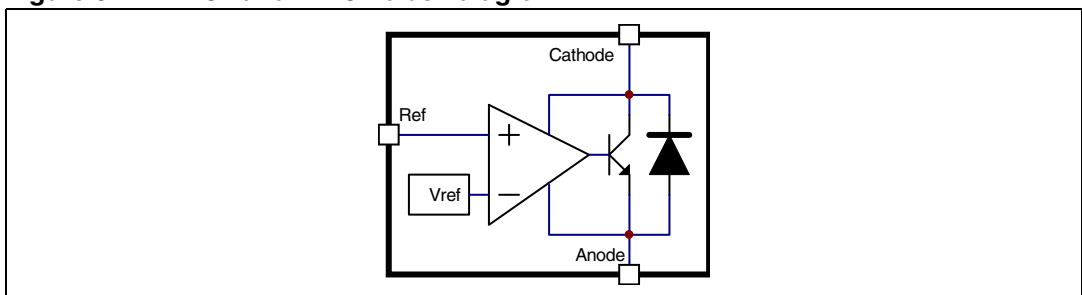 Cathode
Ref
+
−
Vref
Anode